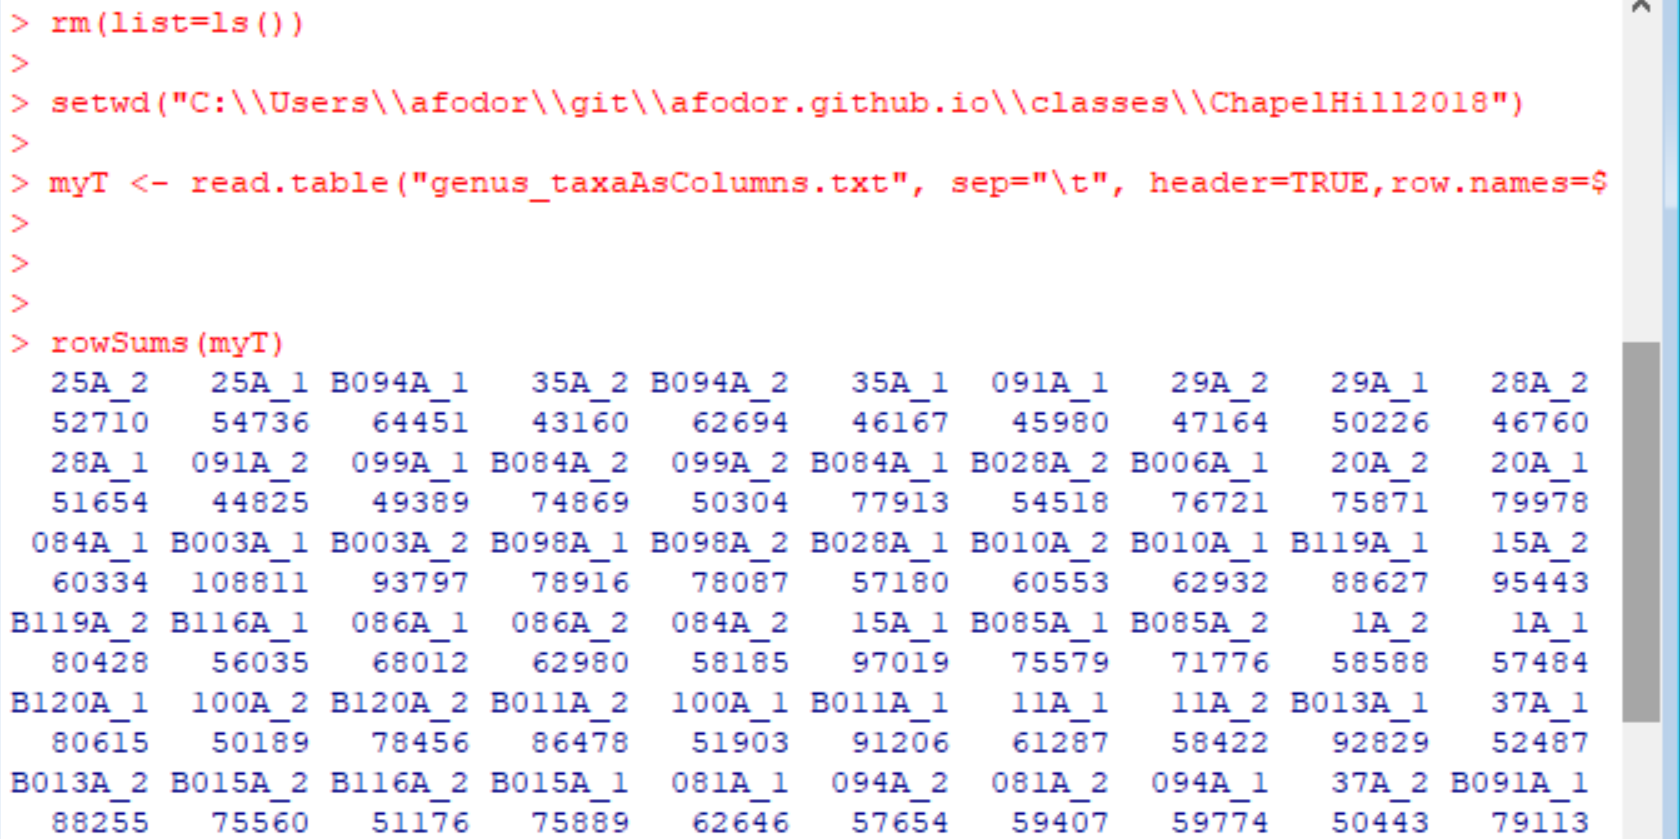 > rm(list=ls())
>
> setwd("C:\\Users\\afodor\\git\\afodor.github.io\\classes\\ChapelHill2018")
>
> myT <- read.table("genus_taxaAsColumns.txt", sep="\t", header=TRUE,row.names=$
>
>
>
> rowSums(myT)
25A_2 25A_1 B094A_1 35A_2 B094A_2 35A_1 091A_1 29A_2 29A_1 28A_2
52710 54736 64451 43160 62694 46167 45980 47164 50226 46760
28A_1 091A_2 099A_1 B084A_2 099A_2 B084A_1 B028A_2 B006A_1 20A_2 20A_1
51654 44825 49389 74869 50304 77913 54518 76721 75871 79978
084A_1 B003A_1 B003A_2 B098A_1 B098A_2 B028A_1 B010A_2 B010A_1 B119A_1 15A_2
60334 108811 93797 78916 78087 57180 60553 62932 88627 95443
B119A_2 B116A_1 086A_1 086A_2 084A_2 15A_1 B085A_1 B085A_2 1A_2 1A_1
80428 56035 68012 62980 58185 97019 75579 71776 58588 57484
B120A_1 100A_2 B120A_2 B011A_2 100A_1 B011A_1 11A_1 11A_2 B013A_1 37A_1
80615 50189 78456 86478 51903 91206 61287 58422 92829 52487
B013A_2 B015A_2 B116A_2 B015A_1 081A_1 094A_2 081A_2 094A_1 37A_2 B091A_1
88255 75560 51176 75889 62646 57654 59407 59774 50443 79113